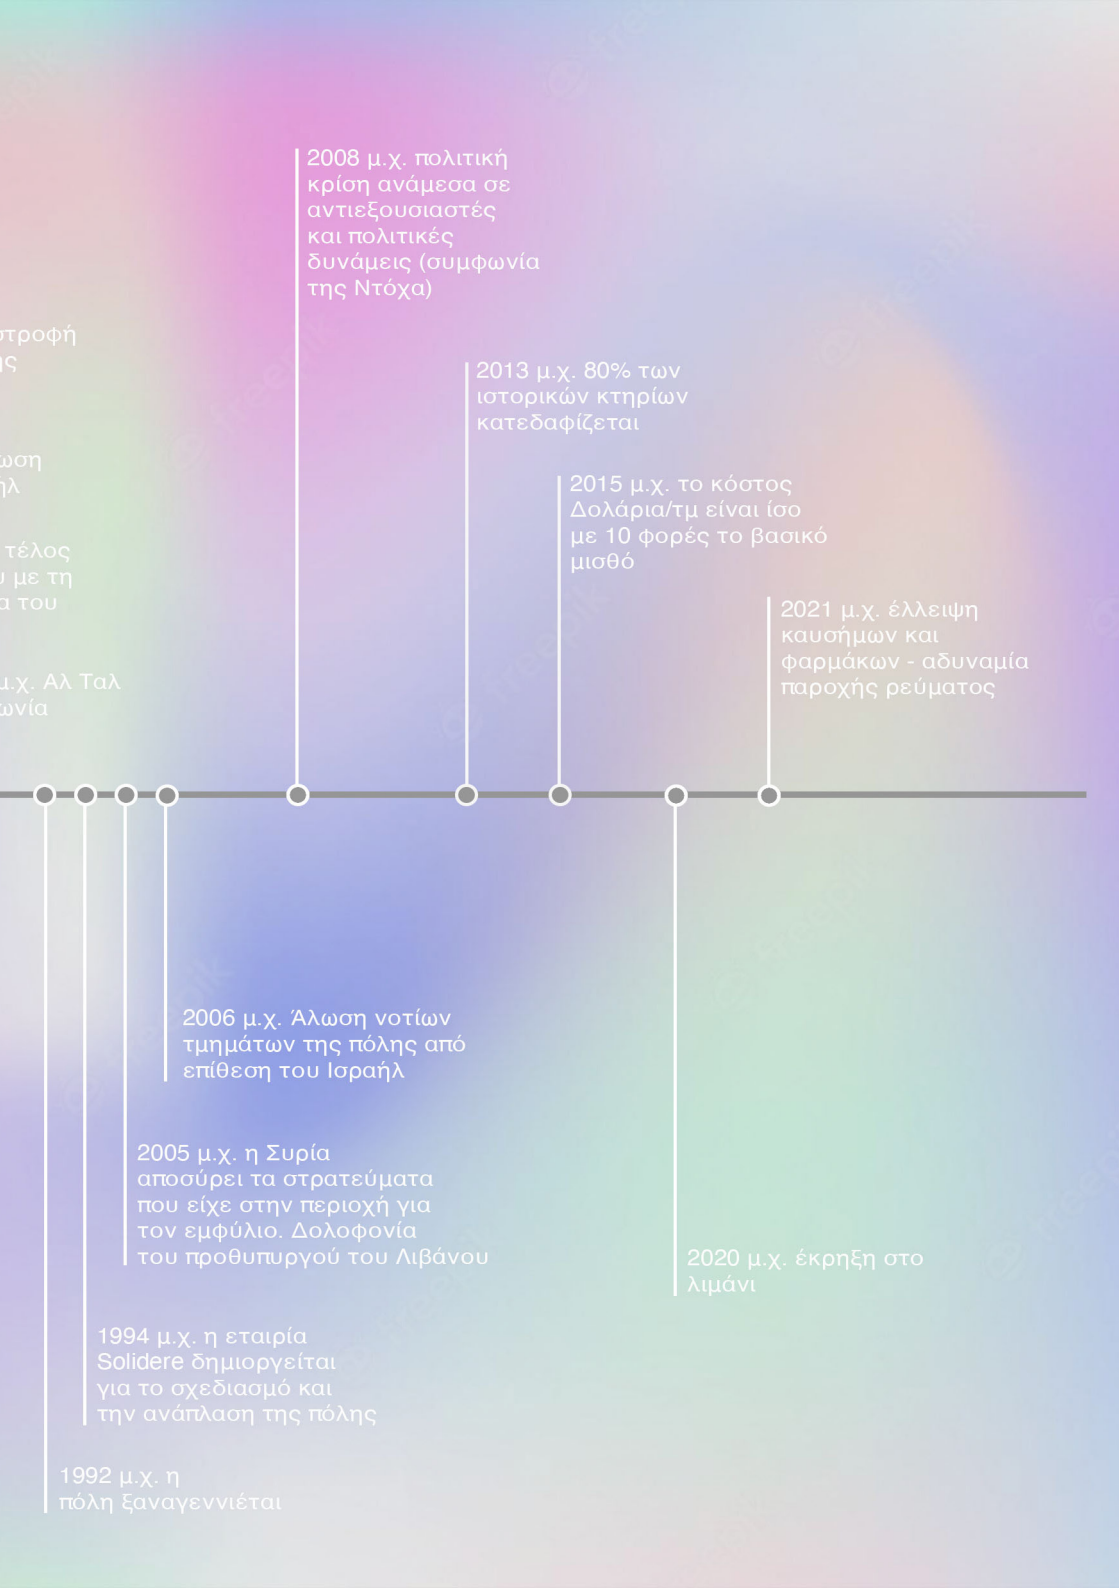 2008 μ.χ. πολιτική
κρίση ανάμεσα σε
αντιεξουσιαστές
και πολιτικές
δυνάμεις (συμφωνία
της Ντόχα)
στροφή
ης
2013 μ.χ. 80% των
ιστορικών κτηρίων
κατεδαφίζεται
ωση
ηλ
2015 μ.χ. το κόστος
Δολάρια/τμ είναι ίσο
με 10 φορές το βασικό
μισθό
τέλος
υ με τη
α του
2021 μ.χ. έλλειψη
καυσήμων και
φαρμάκων - αδυναμία
παροχής ρεύματος
μ.χ. Αλ Ταλ
ωνία
2006 μ.χ. Άλωση νοτίων
τμημάτων της πόλης από
επίθεση του Ισραήλ
2005 μ.χ. η Συρία
αποσύρει τα στρατεύματα
που είχε στην περιοχή για
τον εμφύλιο. Δολοφονία
του προθυπυργού του Λιβάνου
2020 μ.χ. έκρηξη στο
λιμάνι
1994 μ.χ. η εταιρία
Solidere δημιοργείται
για το σχεδιασμό και
την ανάπλαση της πόλης
1992 μ.χ. η
πόλη ξαναγεννιέται